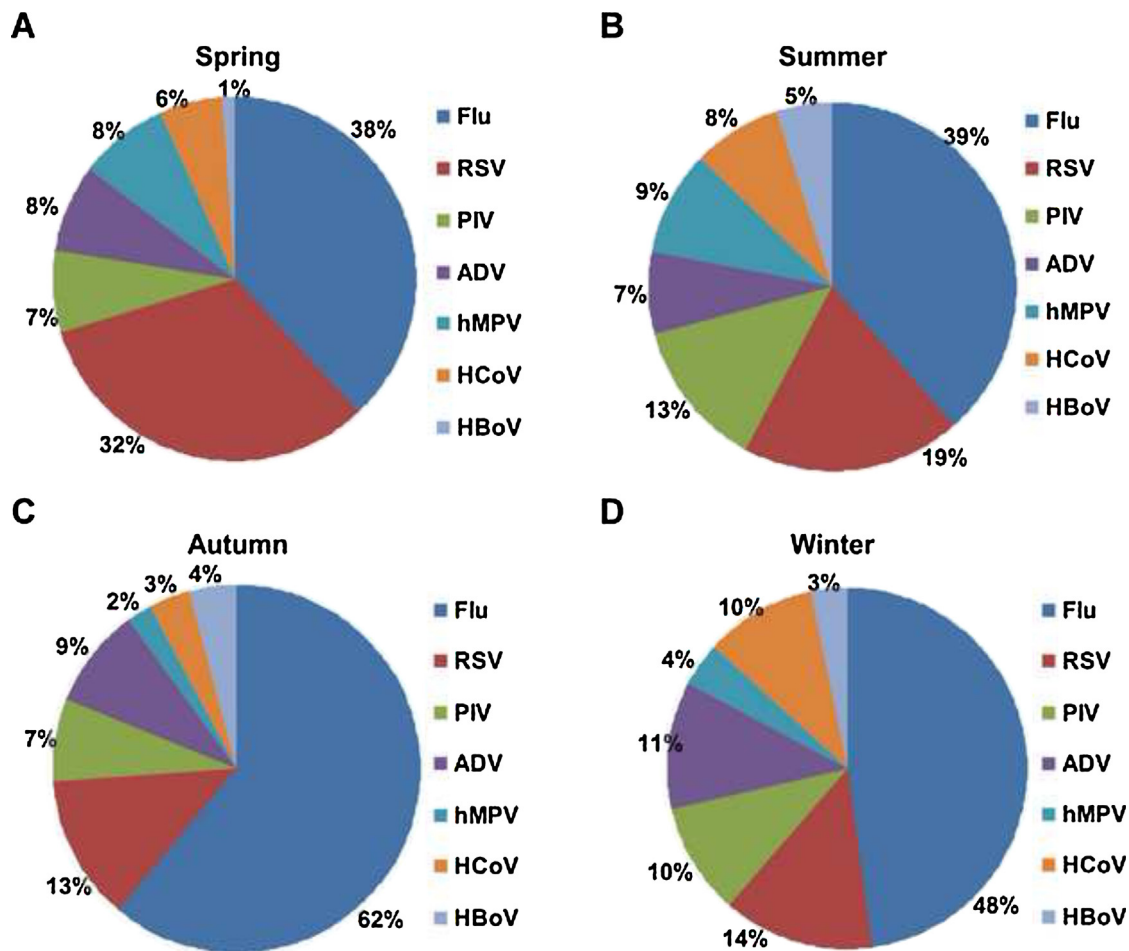 A
Spring
1%
6%
8%
8%
7%
32%
38%
Flu
RSV
PIV
ADV
hMPV
HCoV
HBoV
B
Summer
5%
8%
9%
7%
13%
19%
39%
Flu
RSV
PIV
ADV
hMPV
HCoV
HBoV
C
Autumn
4%
3%
2%
9%
7%
13%
62%
Flu
RSV
PIV
ADV
hMPV
HCoV
HBoV
D
Winter
3%
10%
4%
11%
10%
14%
48%
Flu
RSV
PIV
ADV
hMPV
HCoV
HBoV